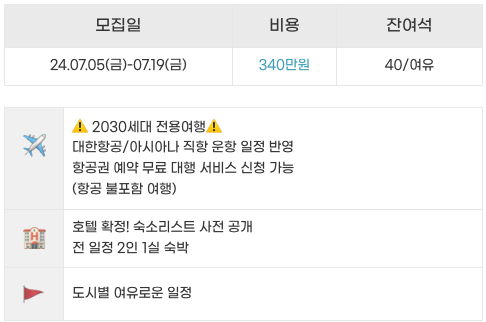 모집일 비용 잔여석
24.07.05(금)-07.19(금) 340만원 40/여유
⚠️ 2030세대 전용여행⚠️
대한항공/아시아나 직항 운항 일정 반영
항공권 예약 무료 대행 서비스 신청 가능
(항공 불포함 여행)
호텔 확정! 숙소리스트 사전 공개
전 일정 2인 1실 숙박
도시별 여유로운 일정